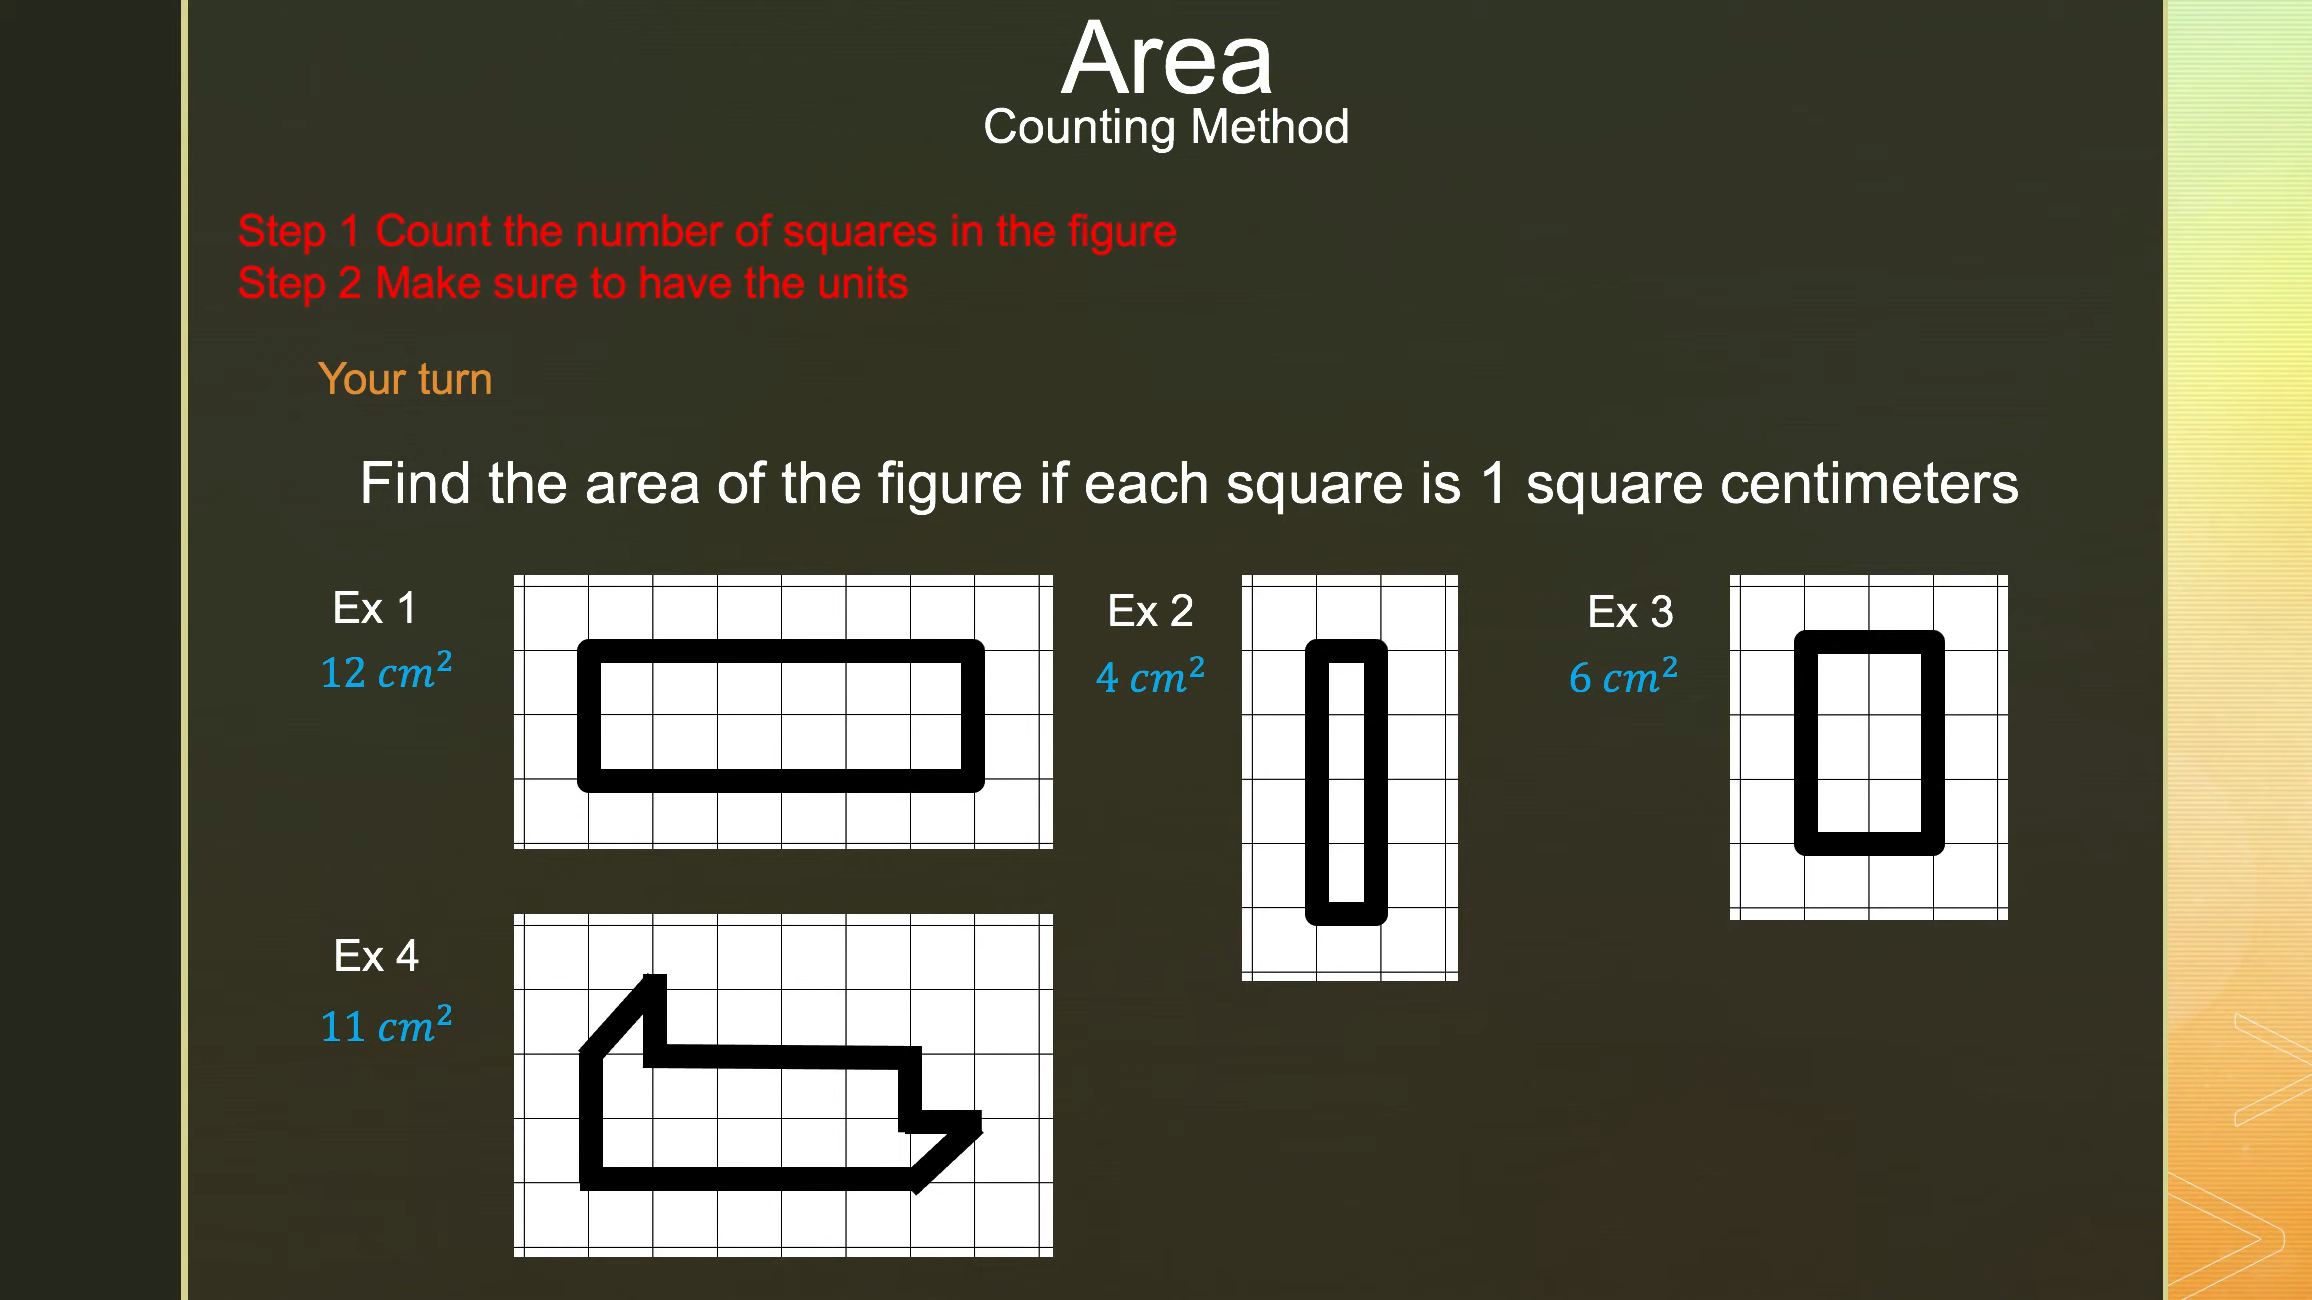 Area
Counting Method
Step 1 Count the number of squares in the figure
Step 2 Make sure to have the units
Your turn
Find the area of the figure if each square is 1 square centimeters
Ex 1
12 cm²
Ex 2
4 cm²
Ex 3
6 cm²
Ex 4
11 cm²